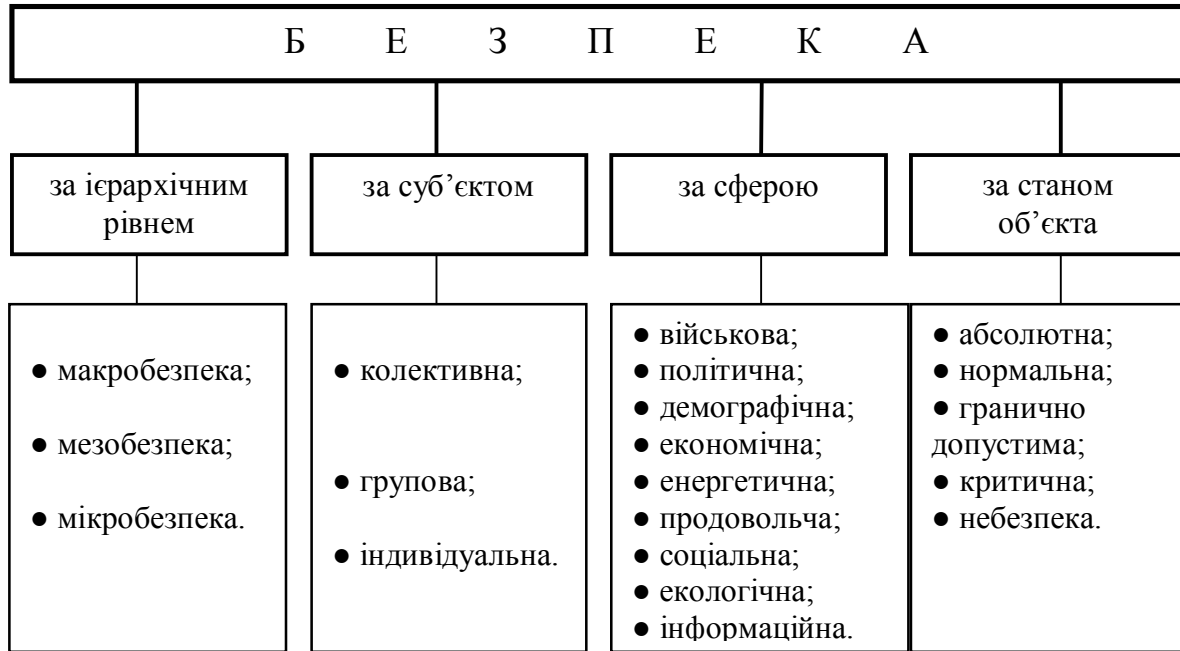 Б Е З П Е К А
за ієрархічним
рівнем
за суб’єктом
за сферою
за станом
об’єкта
● макробезпека;
● мезобезпека;
● мікробезпека.
● колективна;
● групова;
● індивідуальна.
● військова;
● політична;
● демографічна;
● економічна;
● енергетична;
● продовольча;
● соціальна;
● екологічна;
● інформаційна.
● абсолютна;
● нормальна;
● гранично
допустима;
● критична;
● небезпека.